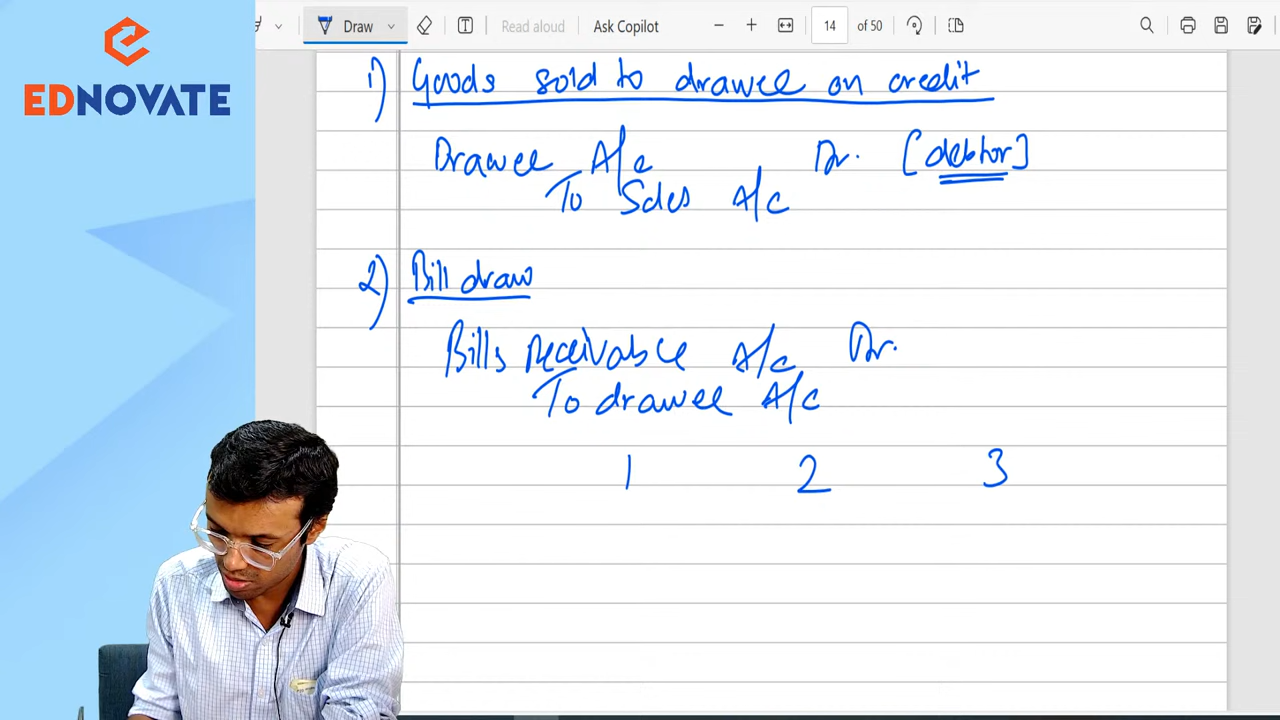 EDNOVATE
Draw
Read aloud
Ask Copilot
14 of 50
1) Goods sold to drawee on credit
Drawee A/c Dr. [debtor]
To Sales A/c
2) Bill draw
Bills Receivable A/c Dr.
To drawee A/c
1 2 3